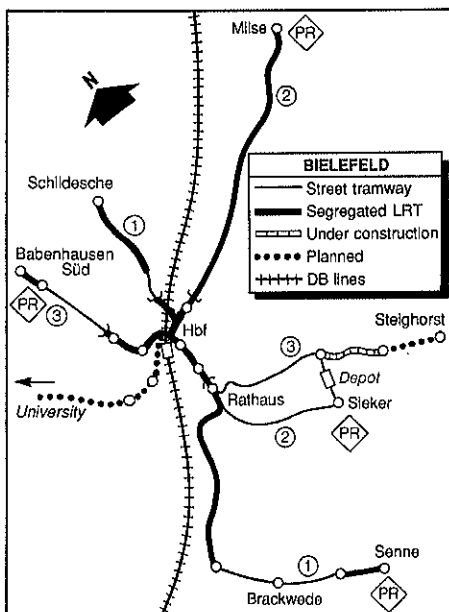 Milse
PR
N
2
BIELEFELD
Street tramway
Segregated LRT
Under construction
Planned
DB lines
Schildesche
1
Babenhausen
Süd
PR
3
Hbf
Stelghorst
3
Depot
University
Rathaus
Sieker
2
PR
1
Senne
Brackwede
PR